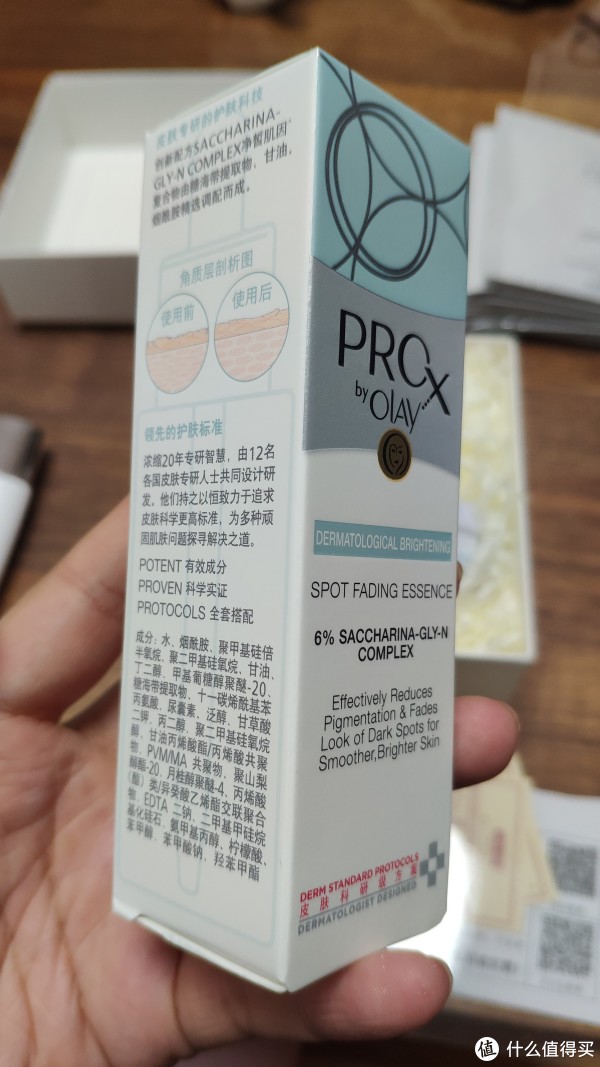 皮肤专研的护肤科技
创新配方SACCHARINA-
GLY-N COMPLEX净皙肌因·
复合物由糖海带提取物、甘油、
烟酰胺精选调配而成。
角质层剖析图
使用前
使用后
领先的护肤标准
浓缩20年专研智慧，由12名
各国皮肤专研人士共同设计研
发。他们持之以恒致力于追求
皮肤科学更高标准，为多种顽
固肌肤问题探寻解决之道。
POTENT 有效成分
PROVEN 科学实证
PROTOCOLS 全套搭配
成分：水、烟酰胺、聚甲基硅倍
半氧烷、聚二甲基硅氧烷、甘油、
丁二醇、甲基葡糖醇聚醚-20、
糖海带提取物、十一碳烯酰基苯
丙氨酸、尿囊素、泛醇、甘草酸
二钾、丙二醇、聚二甲基硅氧烷
醇、甘油丙烯酸酯/丙烯酸共聚
物、PVM/MA 共聚物、聚山梨
醇酯-20、月桂醇聚醚-4、丙烯酸
（酯）类/异癸酸乙烯酯交联聚合
物、EDTA 二钠、二甲基甲硅烷
基化硅石、氨甲基丙醇、柠檬酸、
苯甲醇、苯甲酸钠、羟苯甲酯
PROX
by OLAY
DERMATOLOGICAL BRIGHTENING
SPOT FADING ESSENCE
6% SACCHARINA-GLY-N
COMPLEX
Effectively Reduces
Pigmentation & Fades
Look of Dark Spots for
Smoother,Brighter Skin
DERM STANDARD PROTOCOLS
皮肤科研级方案
DERMATOLOGIST DESIGNED
值 什么值得买